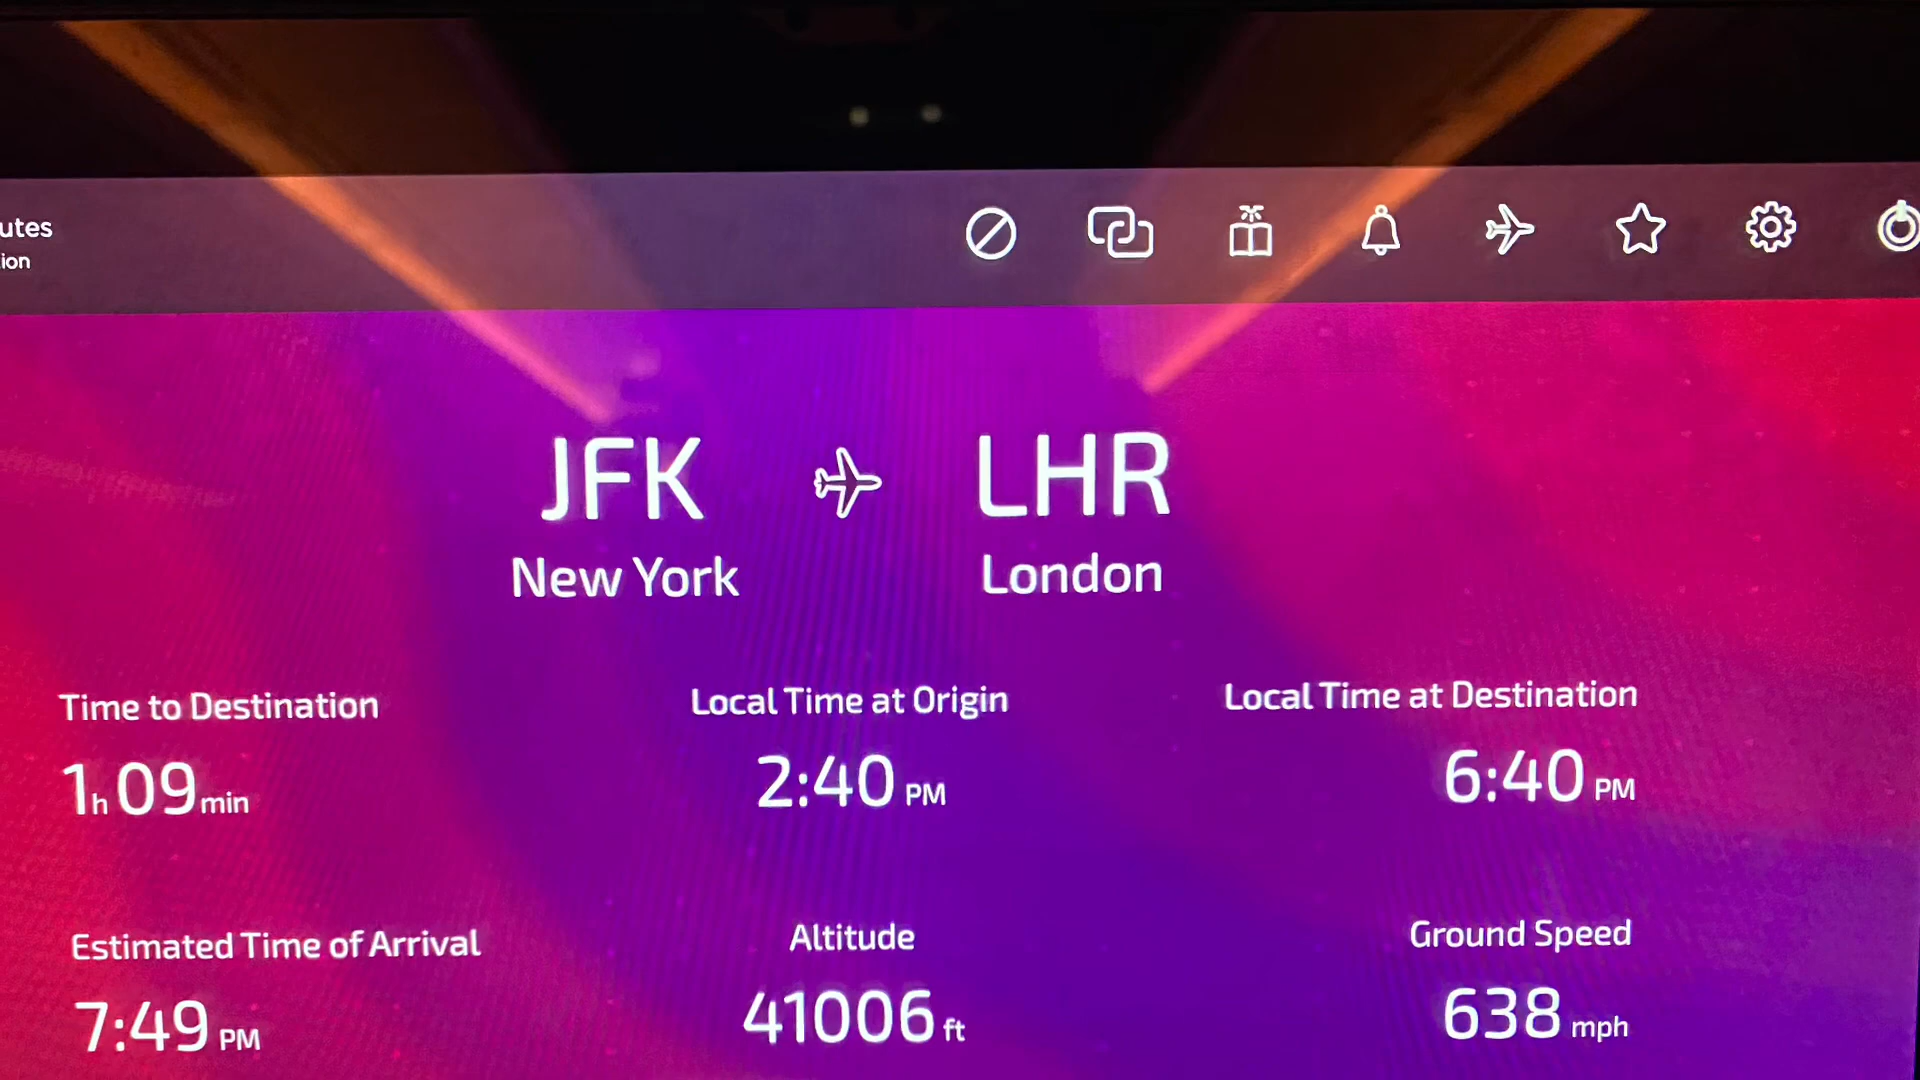 utes
ion
JFK LHR
New York London
Time to Destination Local Time at Origin Local Time at Destination
1h 09min 2:40 PM 6:40 PM
Estimated Time of Arrival Altitude Ground Speed
7:49 PM 41006 ft 638 mph